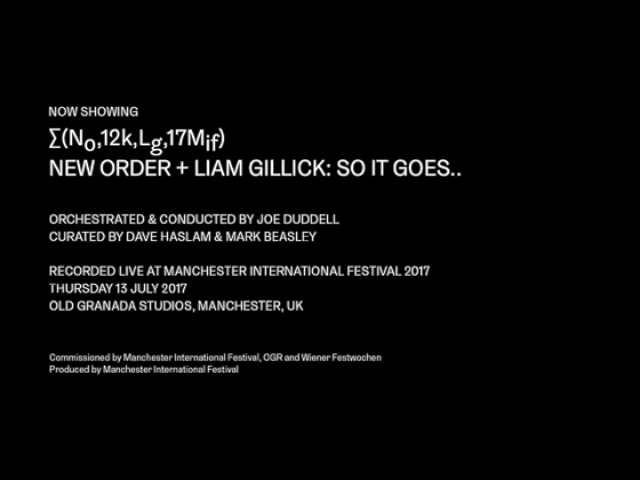 NOW SHOWING
∑(No,12k,Lg,17Mif)
NEW ORDER + LIAM GILLICK: SO IT GOES..
ORCHESTRATED & CONDUCTED BY JOE DUDDELL
CURATED BY DAVE HASLAM & MARK BEASLEY
RECORDED LIVE AT MANCHESTER INTERNATIONAL FESTIVAL 2017
THURSDAY 13 JULY 2017
OLD GRANADA STUDIOS, MANCHESTER, UK
Commissioned by Manchester International Festival, OGR and Wiener Festwochen
Produced by Manchester International Festival